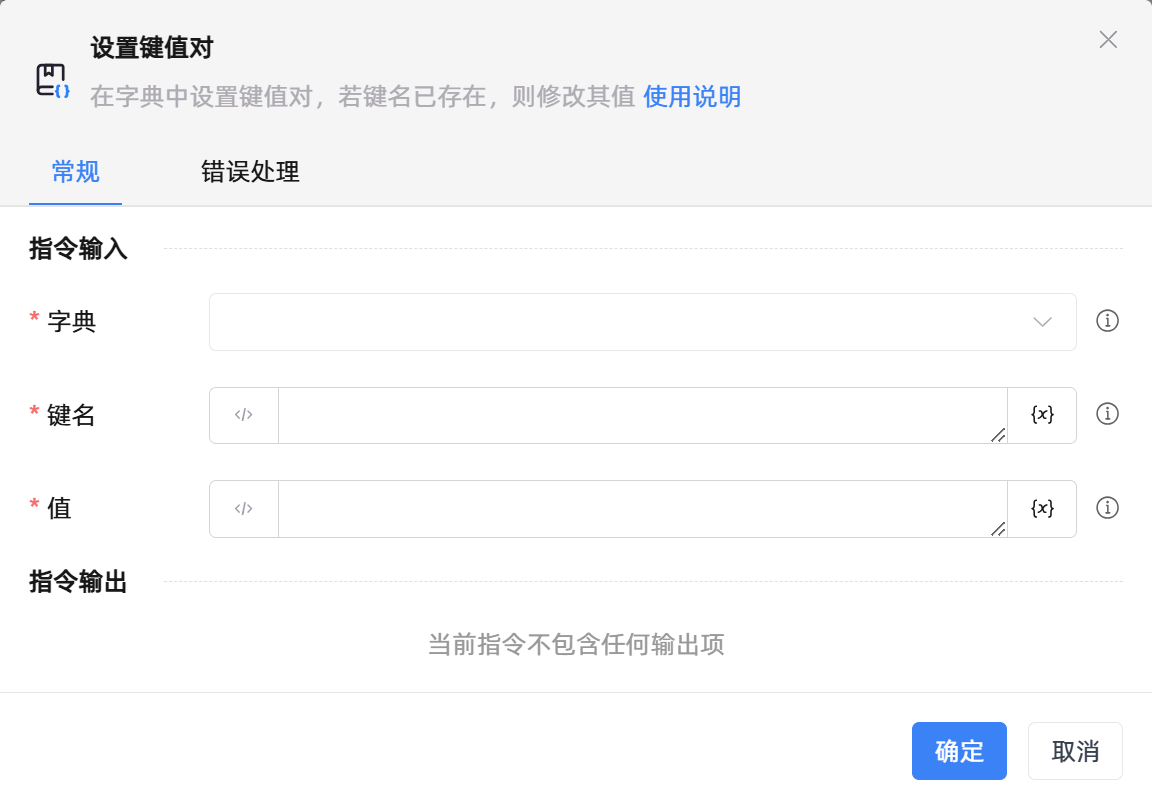 设置键值对
在字典中设置键值对，若键名已存在，则修改其值 使用说明
常规 错误处理
指令输入
* 字典
* 键名 </> {x}
* 值 </> {x}
指令输出
当前指令不包含任何输出项
确定 取消